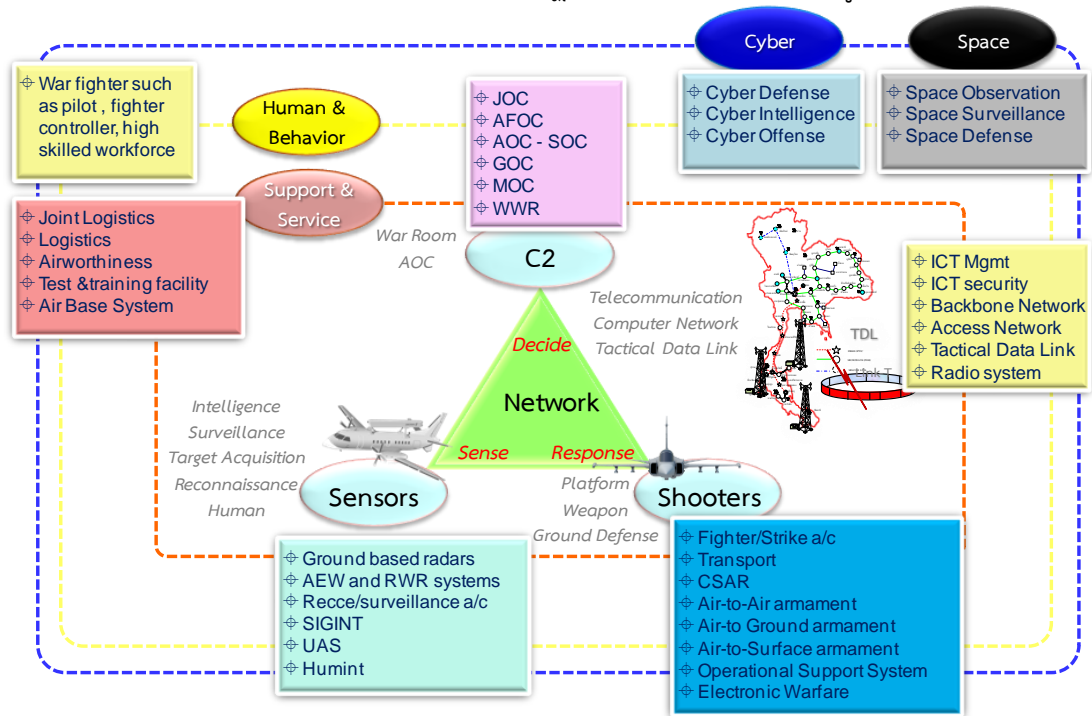 Cyber
Space
War fighter such
as pilot , fighter
controller, high
skilled workforce
Human &
Behavior
JOC
AFOC
AOC - SOC
GOC
MOC
WWR
Cyber Defense
Cyber Intelligence
Cyber Offense
Space Observation
Space Surveillance
Space Defense
Support &
Service
Joint Logistics
Logistics
Airworthiness
Test &training facility
Air Base System
War Room
AOC
C2
Telecommunication
Computer Network
Tactical Data Link
TDL
ICT Mgmt
ICT security
Backbone Network
Access Network
Tactical Data Link
Radio system
Decide
Network
Sense
Response
Intelligence
Surveillance
Target Acquisition
Reconnaissance
Human
Sensors
Shooters
Platform
Weapon
Ground Defense
Ground based radars
AEW and RWR systems
Recce/surveillance a/c
SIGINT
UAS
Humint
Fighter/Strike a/c
Transport
CSAR
Air-to-Air armament
Air-to Ground armament
Air-to-Surface armament
Operational Support System
Electronic Warfare